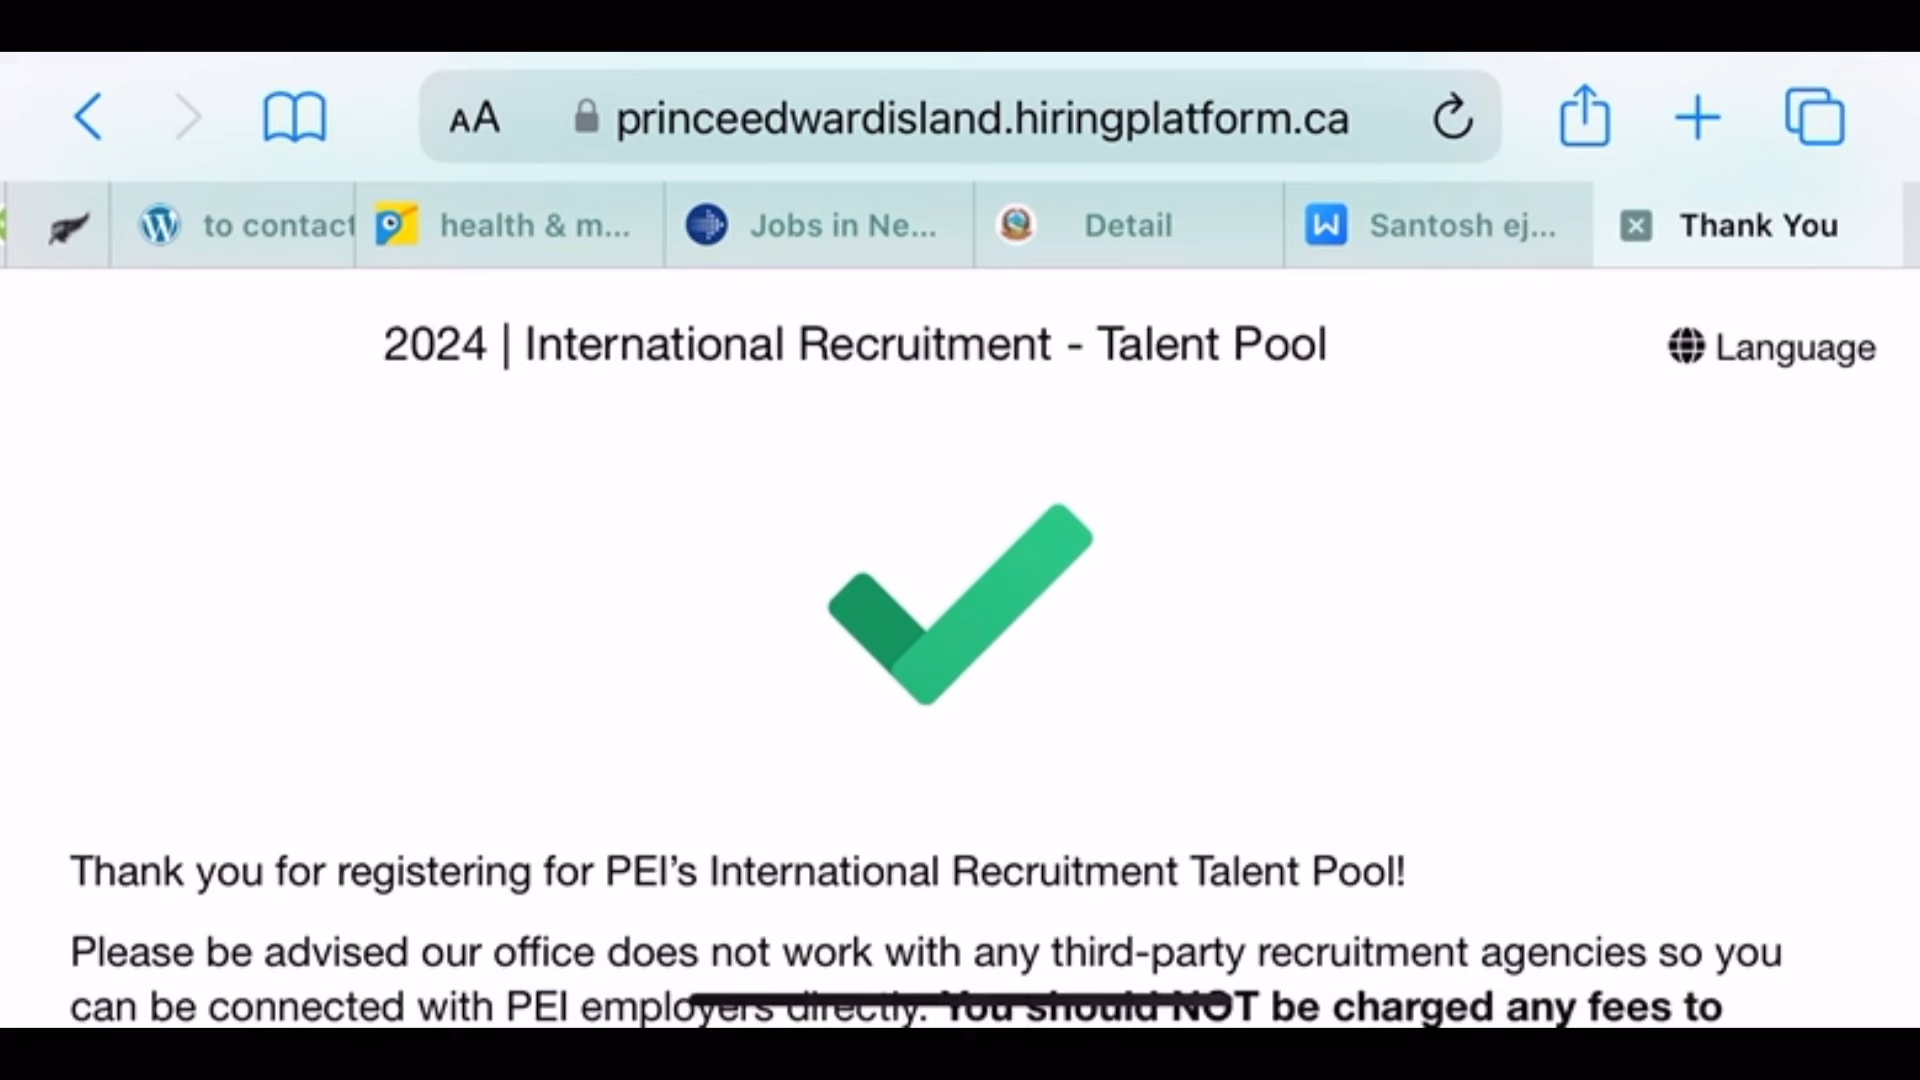 AA princeedwardisland.hiringplatform.ca
to contact health & m... Jobs in Ne... Detail Santosh ej... Thank You
2024 | International Recruitment - Talent Pool
Language
Thank you for registering for PEI's International Recruitment Talent Pool!
Please be advised our office does not work with any third-party recruitment agencies so you
can be connected with PEI employers directly. You should NOT be charged any fees to